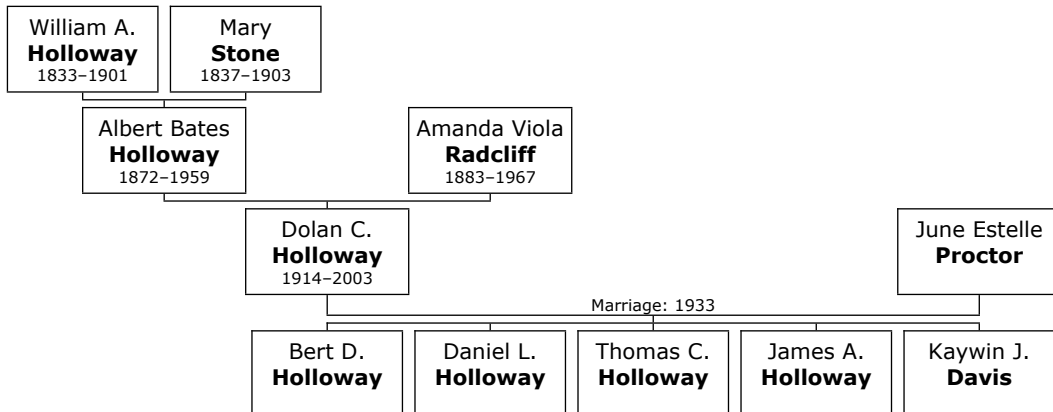 William A.
Holloway
1833–1901
Mary
Stone
1837–1903
Albert Bates
Holloway
1872–1959
Amanda Viola
Radcliff
1883–1967
Dolan C.
Holloway
1914–2003
June Estelle
Proctor
Marriage: 1933
Bert D.
Holloway
Daniel L.
Holloway
Thomas C.
Holloway
James A.
Holloway
Kaywin J.
Davis